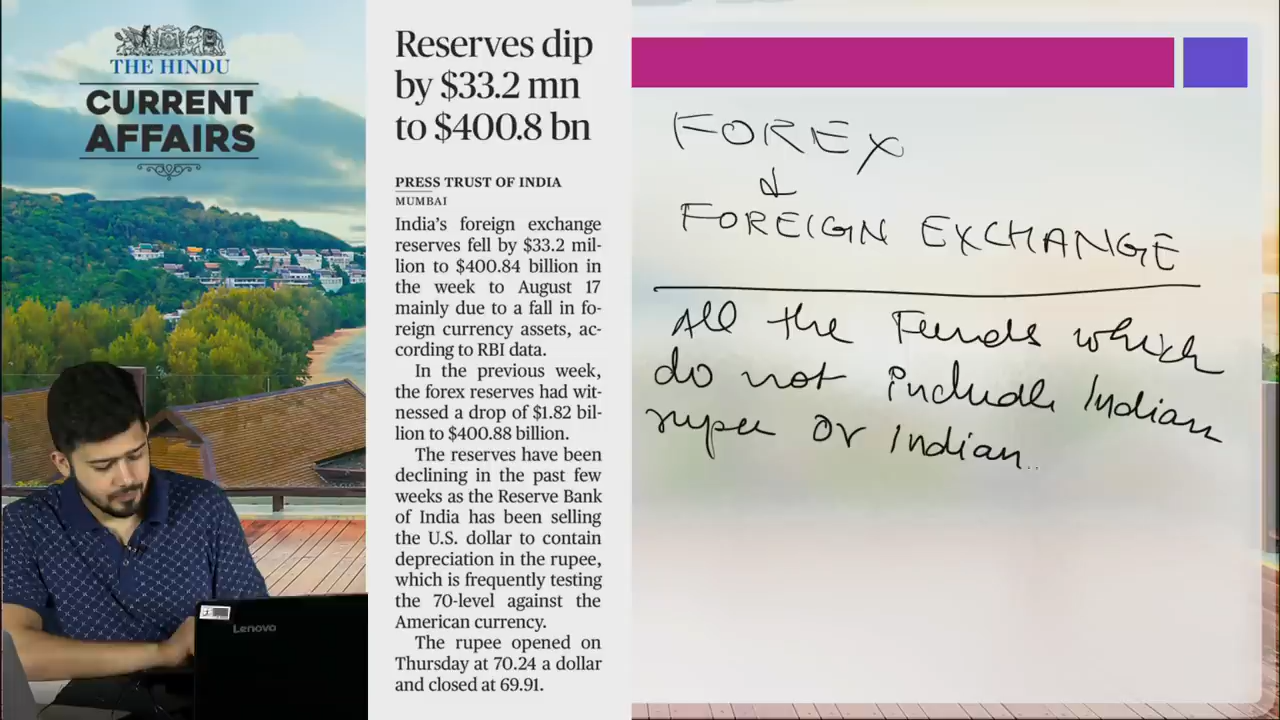 THE HINDU
CURRENT
AFFAIRS
Reserves dip
by $33.2 mn
to $400.8 bn
PRESS TRUST OF INDIA
MUMBAI
India's foreign exchange
reserves fell by $33.2 mil-
lion to $400.84 billion in
the week to August 17
mainly due to a fall in fo-
reign currency assets, ac-
cording to RBI data.
In the previous week,
the forex reserves had wit-
nessed a drop of $1.82 bil-
lion to $400.88 billion.
The reserves have been
declining in the past few
weeks as the Reserve Bank
of India has been selling
the U.S. dollar to contain
depreciation in the rupee,
which is frequently testing
the 70-level against the
American currency.
The rupee opened on
Thursday at 70.24 a dollar
and closed at 69.91.
FOREX
FOREIGN EXCHANGE
All the Funds which
do not include Indian
rupee or Indian
Lenovo